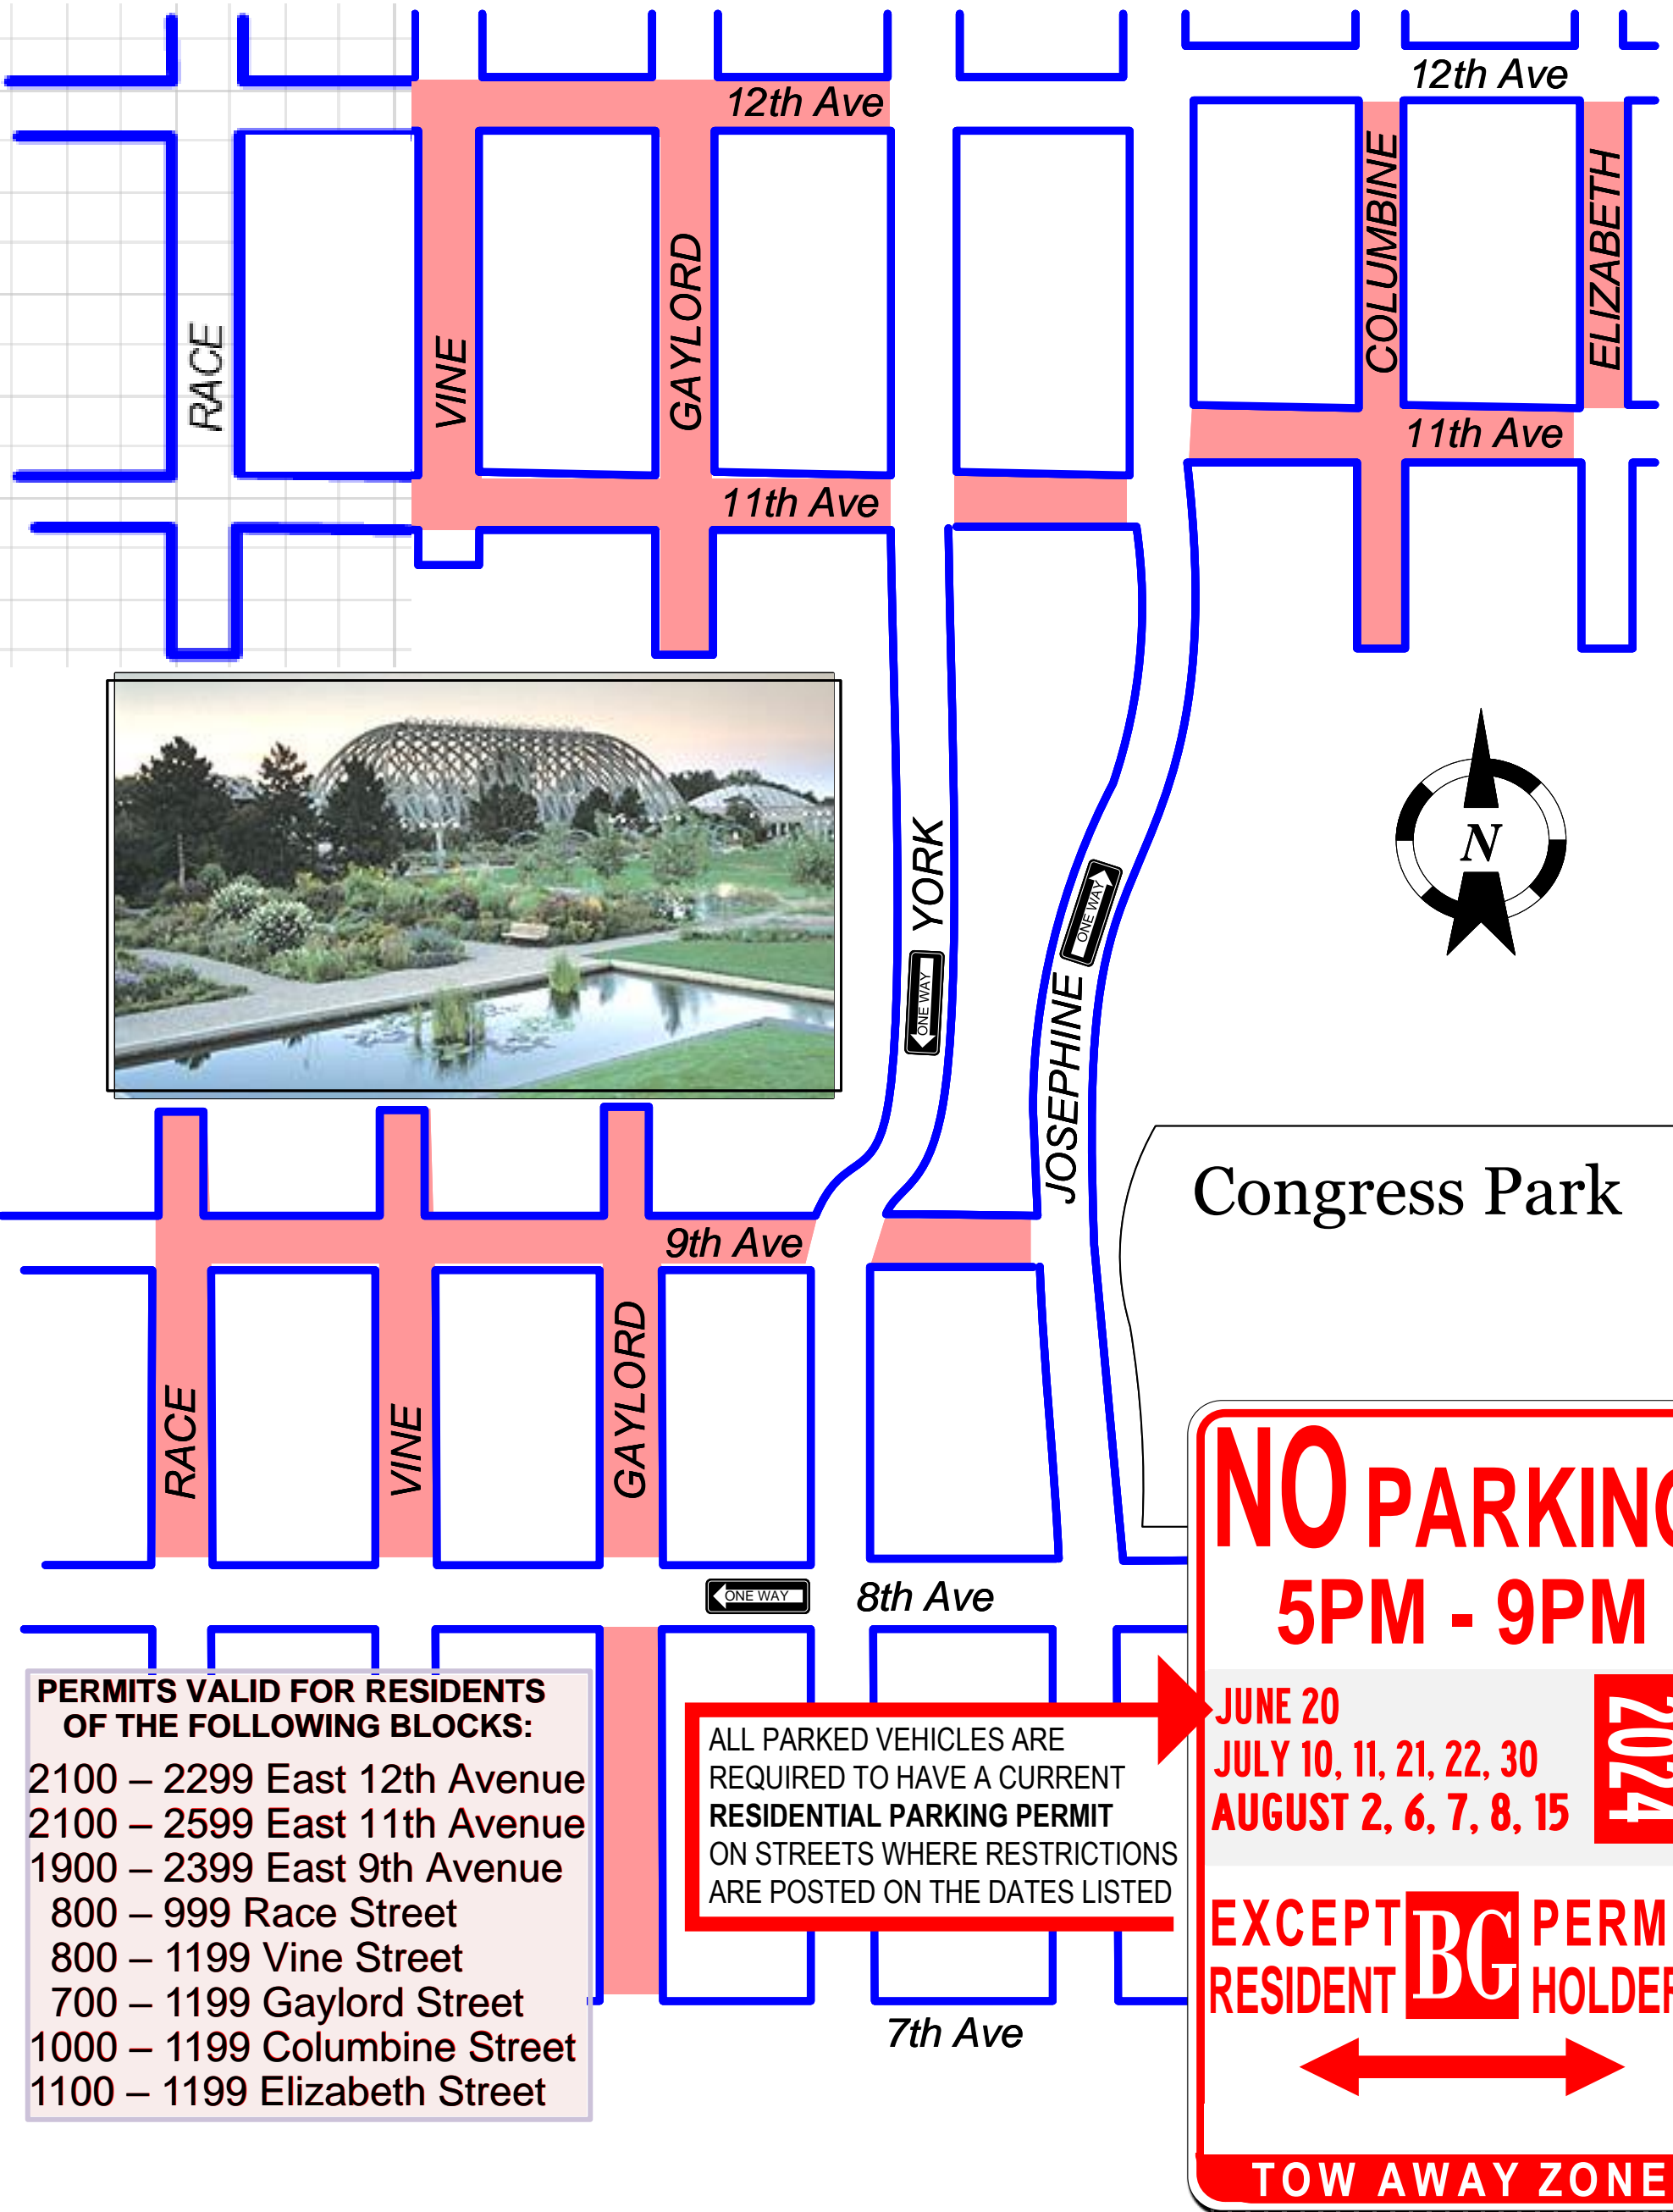 12th Ave
12th Ave
RACE
VINE
GAYLORD
COLUMBINE
ELIZABETH
11th Ave
11th Ave
YORK
ONE WAY
JOSEPHINE
ONE WAY
N
Congress Park
9th Ave
RACE
VINE
GAYLORD
ONE WAY
8th Ave
7th Ave
PERMITS VALID FOR RESIDENTS
OF THE FOLLOWING BLOCKS:
2100 – 2299 East 12th Avenue
2100 – 2599 East 11th Avenue
1900 – 2399 East 9th Avenue
800 – 999 Race Street
800 – 1199 Vine Street
700 – 1199 Gaylord Street
1000 – 1199 Columbine Street
1100 – 1199 Elizabeth Street
ALL PARKED VEHICLES ARE
REQUIRED TO HAVE A CURRENT
RESIDENTIAL PARKING PERMIT
ON STREETS WHERE RESTRICTIONS
ARE POSTED ON THE DATES LISTED
NO PARKING
5PM - 9PM
JUNE 20
JULY 10, 11, 21, 22, 30
AUGUST 2, 6, 7, 8, 15
2024
EXCEPT BG PERM
RESIDENT HOLDER
TOW AWAY ZONE